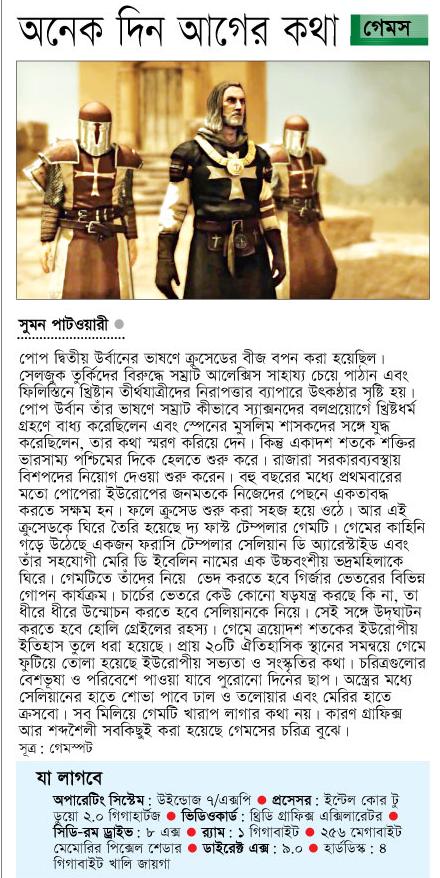 অনেক দিন আগের কথা
গেমস
সুমন পাটওয়ারী
পোপ দ্বিতীয় উর্বানের ভাষণে ক্রুসেডের বীজ বপন করা হয়েছিল।
সেলজুক তুর্কিদের বিরুদ্ধে সম্রাট আলেক্সিস সাহায্য চেয়ে পাঠান এবং
ফিলিস্তিনে খ্রিষ্টান তীর্থযাত্রীদের নিরাপত্তার ব্যাপারে উৎকণ্ঠার সৃষ্টি হয়।
পোপ উর্বান তাঁর ভাষণে সম্রাট কীভাবে স্যাক্সনদের বলপ্রয়োগে খ্রিষ্টধর্ম
গ্রহণে বাধ্য করেছিলেন এবং স্পেনের মুসলিম শাসকদের সঙ্গে যুদ্ধ
করেছিলেন, তার কথা স্মরণ করিয়ে দেন। কিন্তু একাদশ শতকে শক্তির
ভারসাম্য পশ্চিমের দিকে হেলতে শুরু করে। রাজারা সরকারব্যবস্থায়
বিশপদের নিয়োগ দেওয়া শুরু করেন। বহু বছরের মধ্যে প্রথমবারের
মতো পোপেরা ইউরোপের জনমতকে নিজেদের পেছনে একতাবদ্ধ
করতে সক্ষম হন। ফলে ক্রুসেড শুরু করা সহজ হয়ে ওঠে। আর এই
ক্রুসেডকে ঘিরে তৈরি হয়েছে দ্য ফাস্ট টেম্পলার গেমটি। গেমের কাহিনি
গড়ে উঠেছে একজন ফরাসি টেম্পলার সেলিয়ান ডি অ্যারেস্টাইড এবং
তাঁর সহযোগী মেরি ডি ইবেলিন নামের এক উচ্চবংশীয় ভদ্রমহিলাকে
ঘিরে। গেমটিতে তাঁদের নিয়ে ভেদ করতে হবে গির্জার ভেতরের বিভিন্ন
গোপন কার্যক্রম। চার্চের ভেতরে কেউ কোনো ষড়যন্ত্র করছে কি না, তা
ধীরে ধীরে উন্মোচন করতে হবে সেলিয়ানকে নিয়ে। সেই সঙ্গে উদ্‌ঘাটন
করতে হবে হোলি গ্রেইলের রহস্য। গেমে ত্রয়োদশ শতকের ইউরোপীয়
ইতিহাস তুলে ধরা হয়েছে। প্রায় ২০টি ঐতিহাসিক স্থানের সমন্বয়ে গেমে
ফুটিয়ে তোলা হয়েছে ইউরোপীয় সভ্যতা ও সংস্কৃতির কথা। চরিত্রগুলোর
বেশভূষা ও পরিবেশে পাওয়া যাবে পুরোনো দিনের ছাপ। অস্ত্রের মধ্যে
সেলিয়ানের হাতে শোভা পাবে ঢাল ও তলোয়ার এবং মেরির হাতে
ক্রসবো। সব মিলিয়ে গেমটি খারাপ লাগার কথা নয়। কারণ গ্রাফিক্স
আর শব্দশৈলী সবকিছুই করা হয়েছে গেমসের চরিত্র বুঝে।
সূত্র : গেমস্পট
যা লাগবে
অপারেটিং সিস্টেম : উইন্ডোজ ৭/এক্সপি ● প্রসেসর : ইন্টেল কোর টু
ডুয়ো ২.০ গিগাহার্টজ ● ভিডিওকার্ড : থ্রিডি গ্রাফিক্স এক্সিলারেটর ●
সিডি-রম ড্রাইভ : ৮ এক্স ● র‍্যাম : ১ গিগাবাইট ● ২৫৬ মেগাবাইট
মেমোরির পিক্সেল শেডার ● ডাইরেক্ট এক্স : ৯.০ ● হার্ডডিস্ক : ৪
গিগাবাইট খালি জায়গা